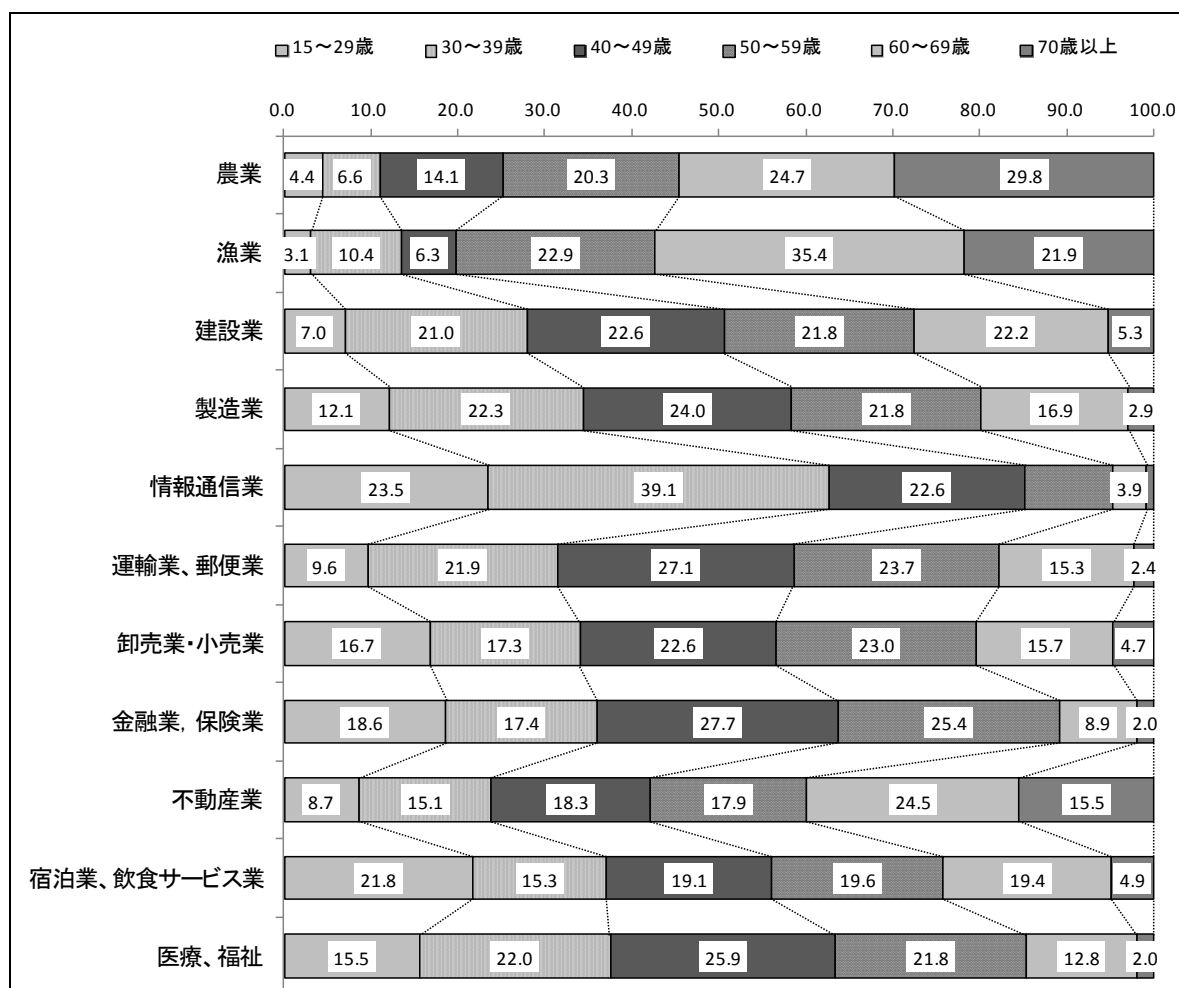 15～29歳 30～39歳 40～49歳 50～59歳 60～69歳 70歳以上
0.0 10.0 20.0 30.0 40.0 50.0 60.0 70.0 80.0 90.0 100.0
農業 4.4 6.6 14.1 20.3 24.7 29.8
漁業 3.1 10.4 6.3 22.9 35.4 21.9
建設業 7.0 21.0 22.6 21.8 22.2 5.3
製造業 12.1 22.3 24.0 21.8 16.9 2.9
情報通信業 23.5 39.1 22.6 3.9
運輸業、郵便業 9.6 21.9 27.1 23.7 15.3 2.4
卸売業・小売業 16.7 17.3 22.6 23.0 15.7 4.7
金融業，保険業 18.6 17.4 27.7 25.4 8.9 2.0
不動産業 8.7 15.1 18.3 17.9 24.5 15.5
宿泊業、飲食サービス業 21.8 15.3 19.1 19.6 19.4 4.9
医療、福祉 15.5 22.0 25.9 21.8 12.8 2.0